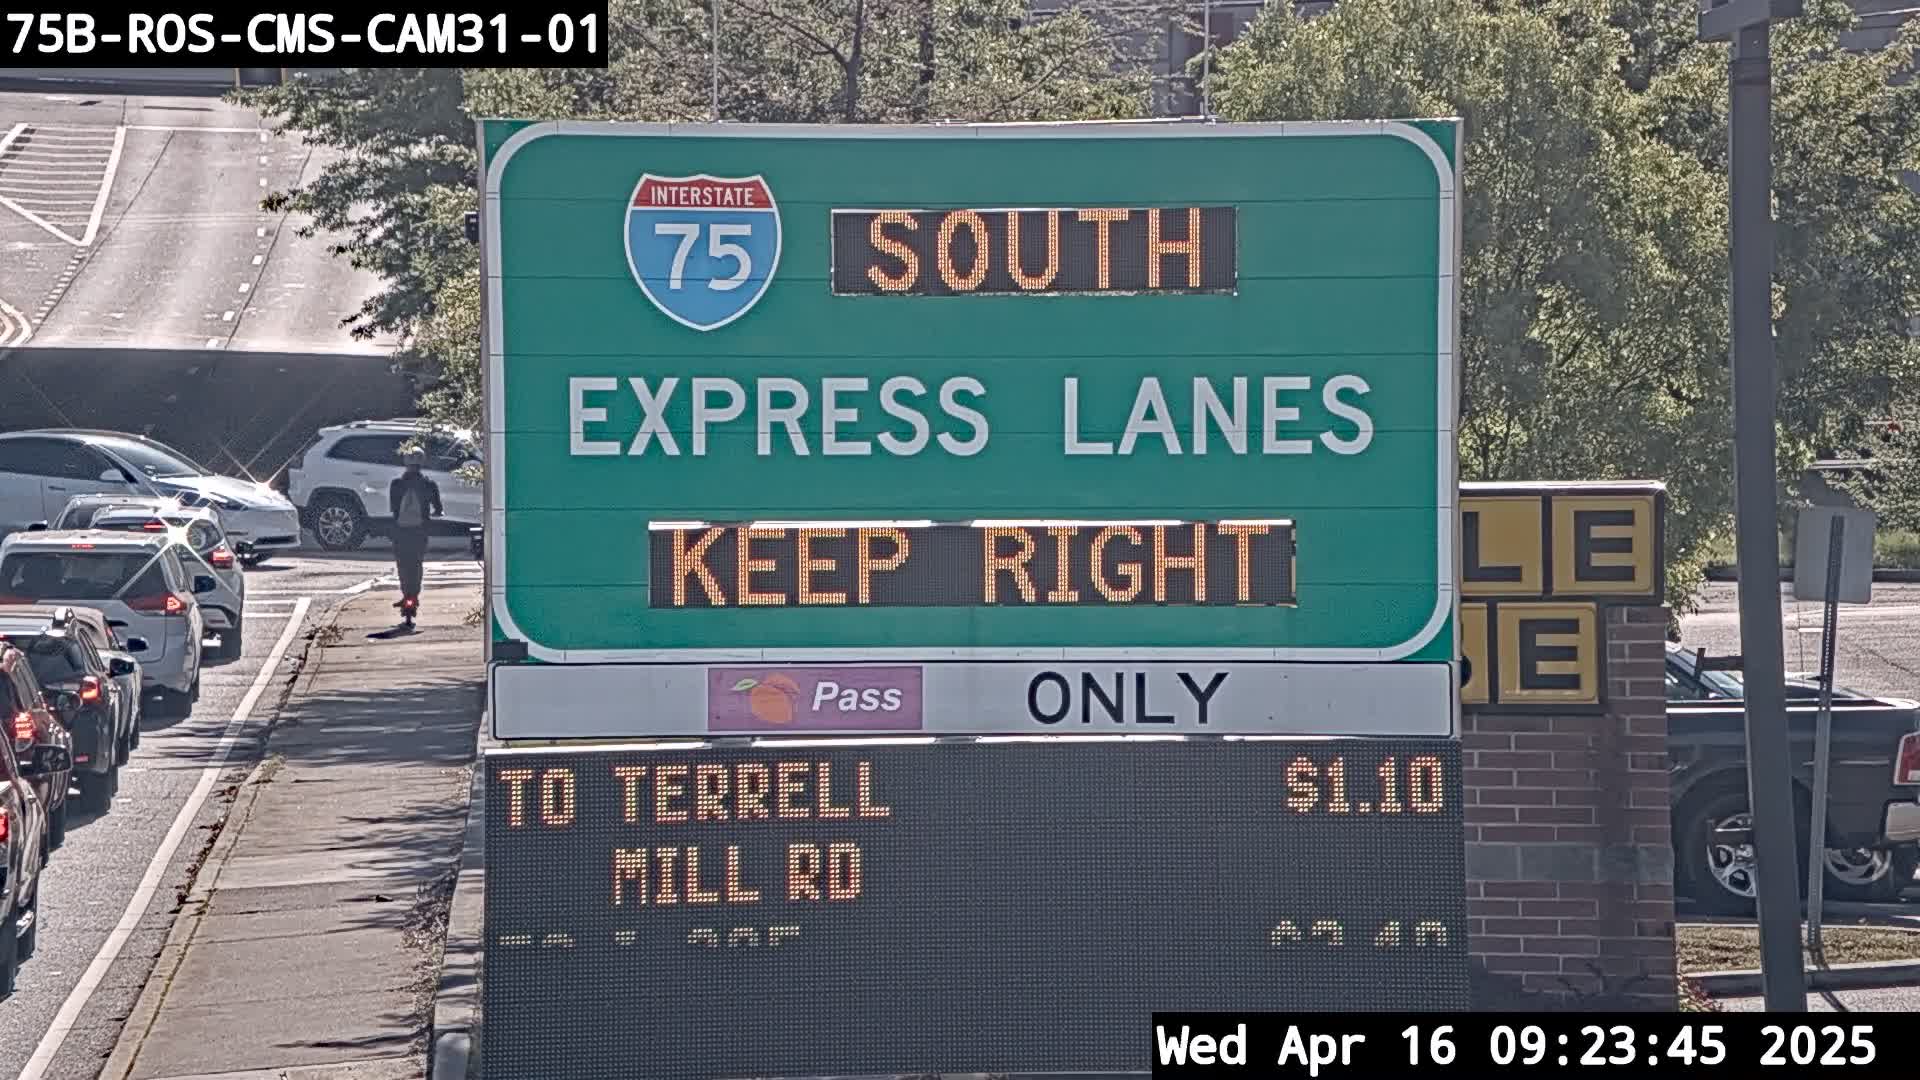 75B-ROS-CMS-CAM31-01
INTERSTATE
75
SOUTH
EXPRESS LANES
KEEP RIGHT
Pass ONLY
LE
E
TO TERRELL $1.10
MILL RD
Wed Apr 16 09:23:45 2025